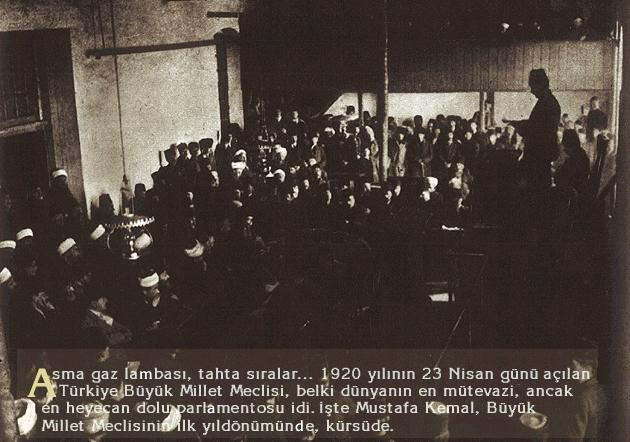 Asma gaz lambası, tahta sıralar... 1920 yılının 23 Nisan günü açılan
Türkiye Büyük Millet Meclisi, belki dünyanın en mütevazi, ancak
en heyecan dolu parlamentosu idi. İşte Mustafa Kemal, Büyük
Millet Meclisinin ilk yıldönümünde, kürsüde.